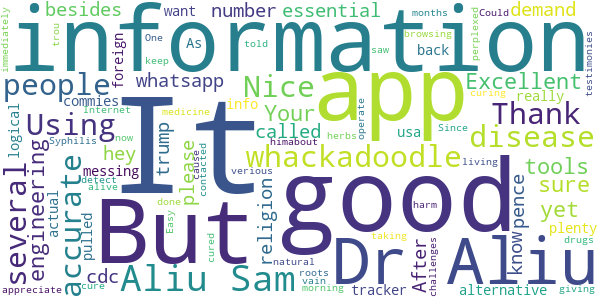 information
besides
number
essential
demand
As
want
One
told
Could
saw
months
browsing
perplexed
immediately
trou
keep
back
foreign
people
whatsapp
Nice
app
Excellent
testimonies
commies
Your
info
really
curing
Using
It
medicine
herbs
Since
Thank
logical
Internet
hey
trump
called
usa
operate
disease
Syphilis
now
please
whackadoodle
himabout
living
tools
several
engineering
accurate
messing
actual
detect
alive
pulled
cause
contacted
verious
good
sure
yet
But
religion
After
challenges
harm
know
pence
plenty
done
Easy
cured
natural
Dr Aliu
taking
drugs
cdc
Aliu Sam
roots
vain
tracker
alternative
giving
appreciate
cure
morning